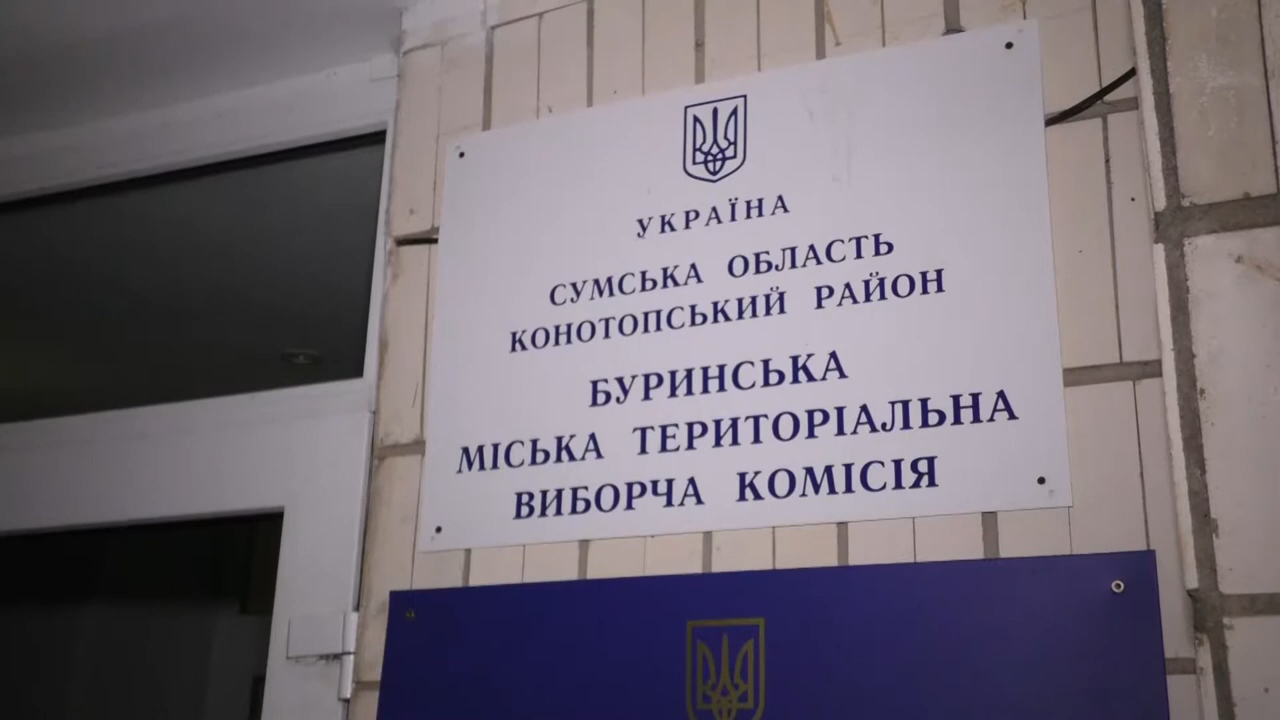 УКРАЇНА
СУМСЬКА ОБЛАСТЬ
КОНОТОПСЬКИЙ РАЙОН
БУРИНСЬКА
МІСЬКА ТЕРИТОРІАЛЬНА
ВИБОРЧА КОМІСІЯ